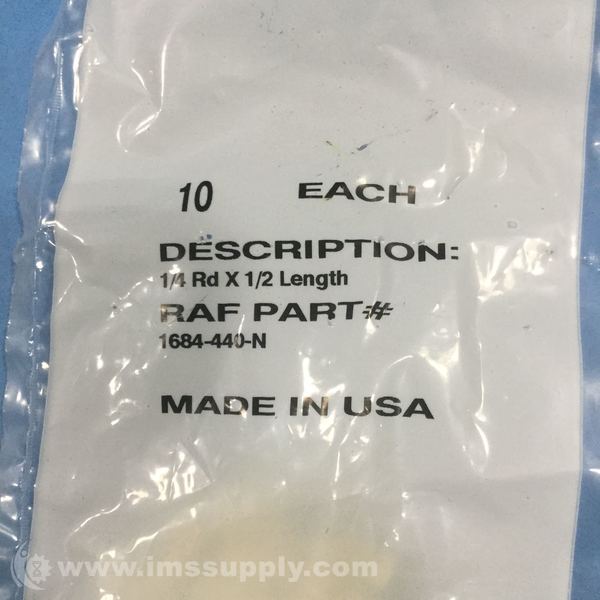 10 EACH
DESCRIPTION:
1/4 Rd X 1/2 Length
RAF PART#
1684-440-N
MADE IN USA
www.imssupply.com